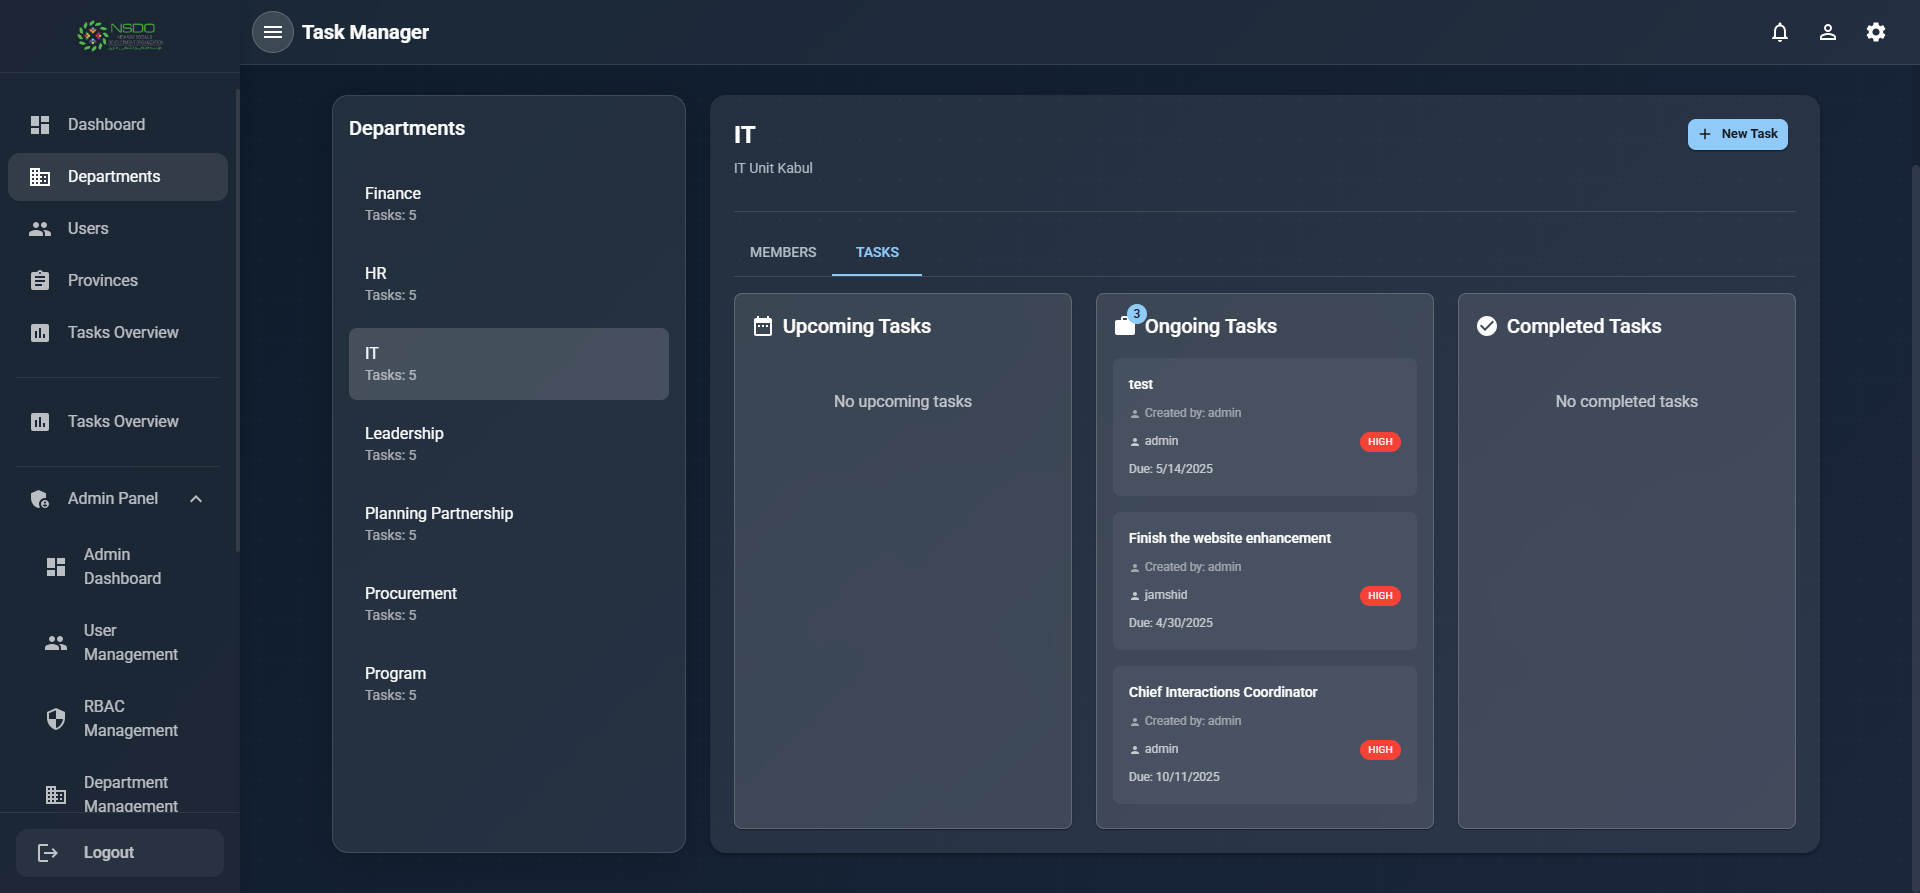 NSDO
Task Manager
Dashboard
Departments
Users
Provinces
Tasks Overview
Tasks Overview
Admin Panel
Admin
Dashboard
User
Management
RBAC
Management
Department
Management
Logout
Departments
Finance
Tasks: 5
HR
Tasks: 5
IT
Tasks: 5
Leadership
Tasks: 5
Planning Partnership
Tasks: 5
Procurement
Tasks: 5
Program
Tasks: 5
IT
IT Unit Kabul
New Task
MEMBERS
TASKS
Upcoming Tasks
No upcoming tasks
3
Ongoing Tasks
test
Created by: admin
admin
HIGH
Due: 5/14/2025
Finish the website enhancement
Created by: admin
jamshid
HIGH
Due: 4/30/2025
Chief Interactions Coordinator
Created by: admin
admin
HIGH
Due: 10/11/2025
Completed Tasks
No completed tasks